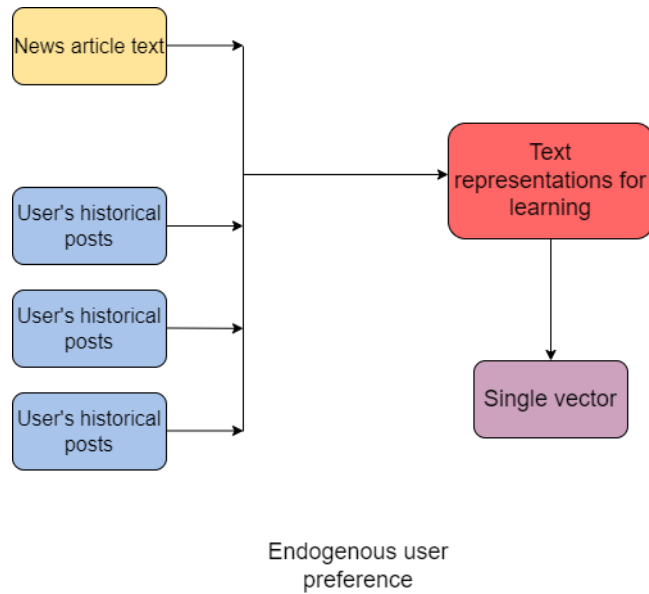 News article text
User's historical
posts
User's historical
posts
User's historical
posts
Text
representations for
learning
Single vector
Endogenous user
preference